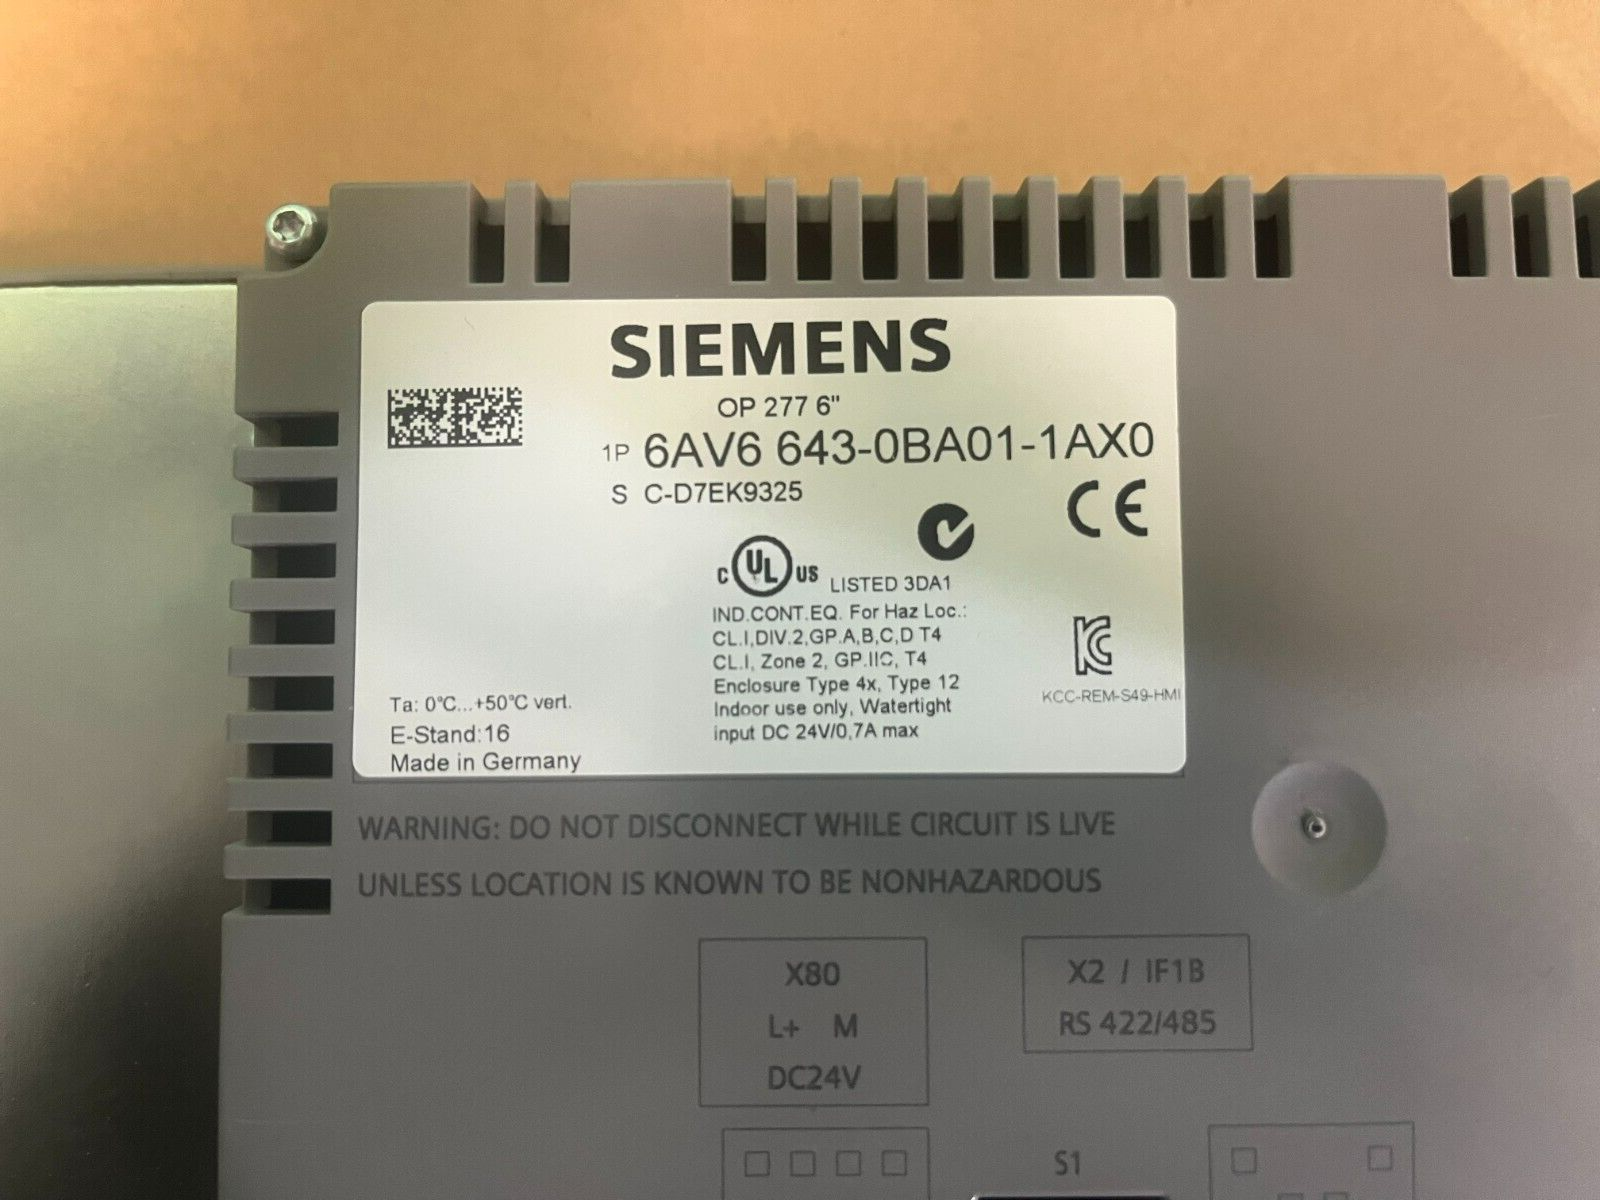 SIEMENS
OP 277 6"
1P 6AV6 643-0BA01-1AX0
S C-D7EK9325
CE
C UL US LISTED 3DA1
IND.CONT.EQ. For Haz Loc.:
CL.I,DIV.2,GP.A,B,C,D T4
CL.I, Zone 2, GP.IIC, T4
Enclosure Type 4x, Type 12
Indoor use only, Watertight
input DC 24V/0,7A max
KCC-REM-S49-HMI
Ta: 0°C...+50°C vert.
E-Stand:16
Made in Germany
WARNING: DO NOT DISCONNECT WHILE CIRCUIT IS LIVE
UNLESS LOCATION IS KNOWN TO BE NONHAZARDOUS
X80
L+ M
DC24V
X2 / IF1B
RS 422/485
S1